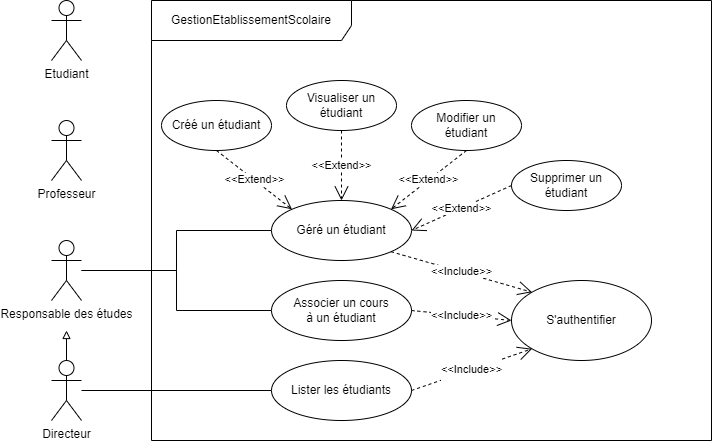 GestionEtablissementScolaire
Etudiant
Créé un étudiant
Visualiser un
étudiant
Modifier un
étudiant
Supprimer un
étudiant
<<Extend>>
<<Extend>>
<<Extend>>
<<Extend>>
Professeur
Géré un étudiant
<<Include>>
Responsable des études
Associer un cours
à un étudiant
<<Include>>
S'authentifier
<<Include>>
Lister les étudiants
Directeur